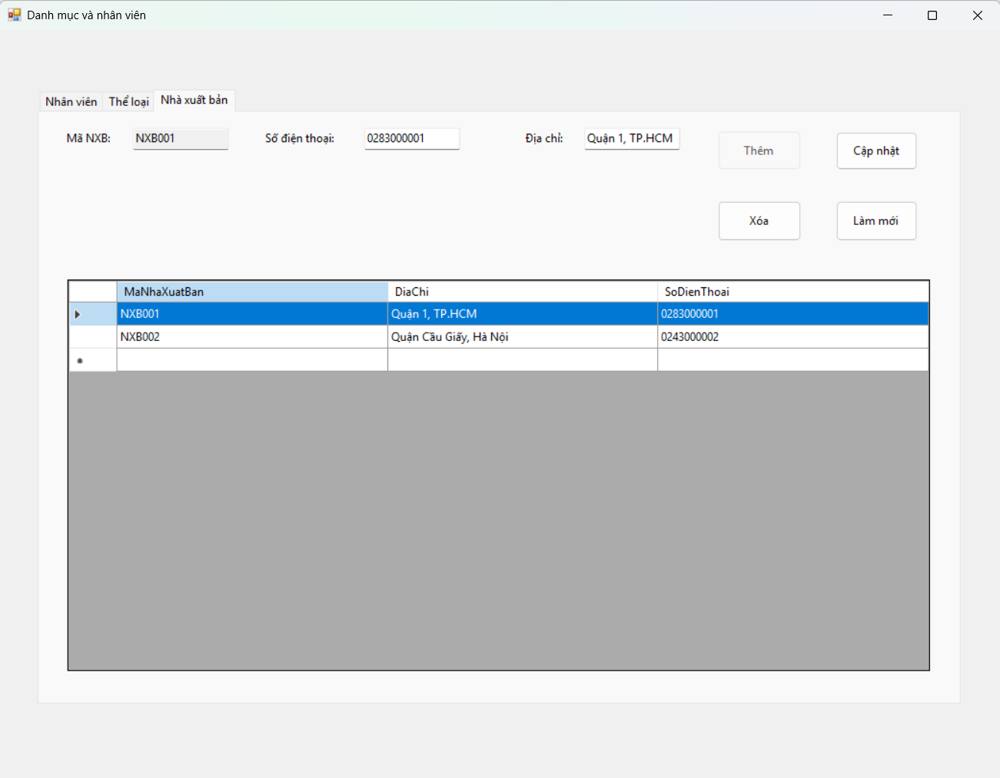 Danh mục và nhân viên
Nhân viên Thể loại Nhà xuất bản
Mã NXB: NXB001 Số điện thoại: 0283000001 Địa chỉ: Quận 1, TP.HCM
Thêm Cập nhật
Xóa Làm mới
MaNhaXuatBan DiaChi SoDienThoai
NXB001 Quận 1, TP.HCM 0283000001
NXB002 Quận Cầu Giấy, Hà Nội 0243000002